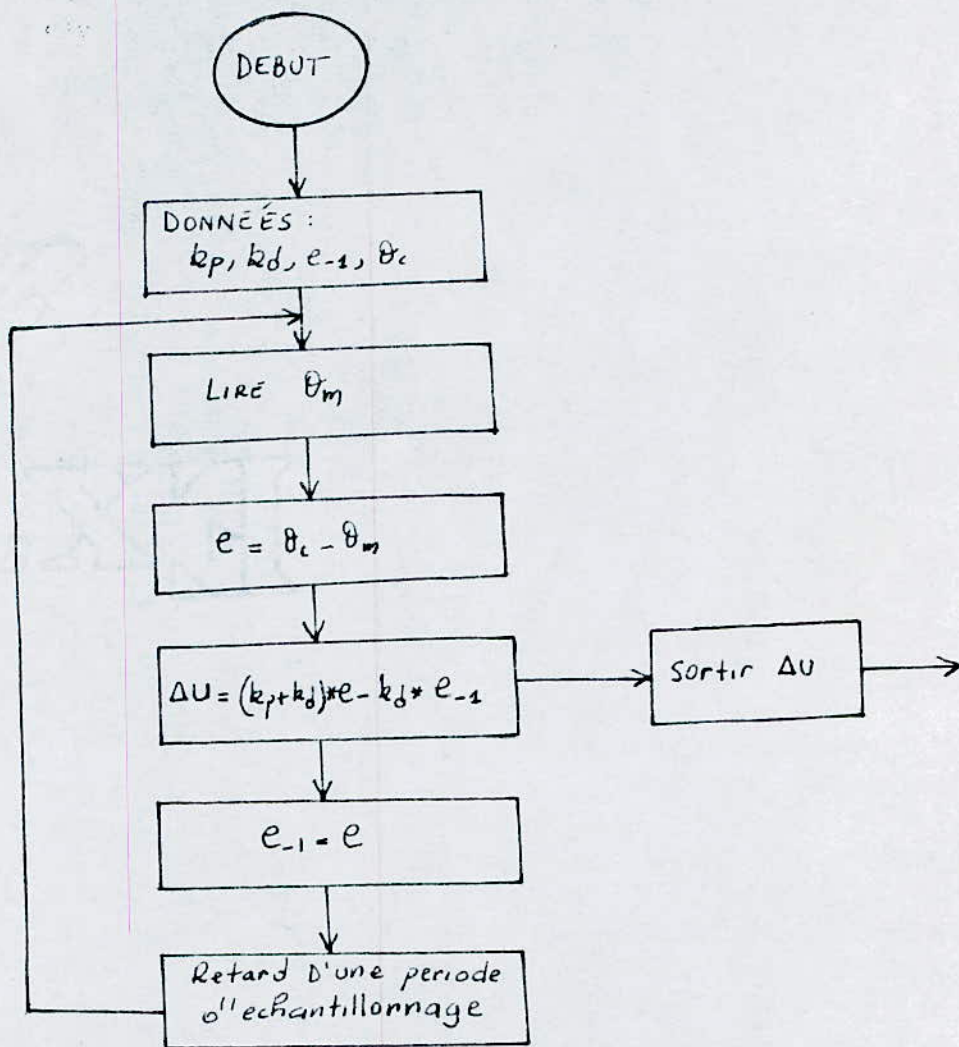 DEBUT
DONNÉÉS :
kp, kd, e-1, θc
LIRE θm
e = θc - θm
ΔU = (kp+kd)*e - kd * e-1
Sortir ΔU
e-1 = e
Retard D'une periode
d'echantillonnage